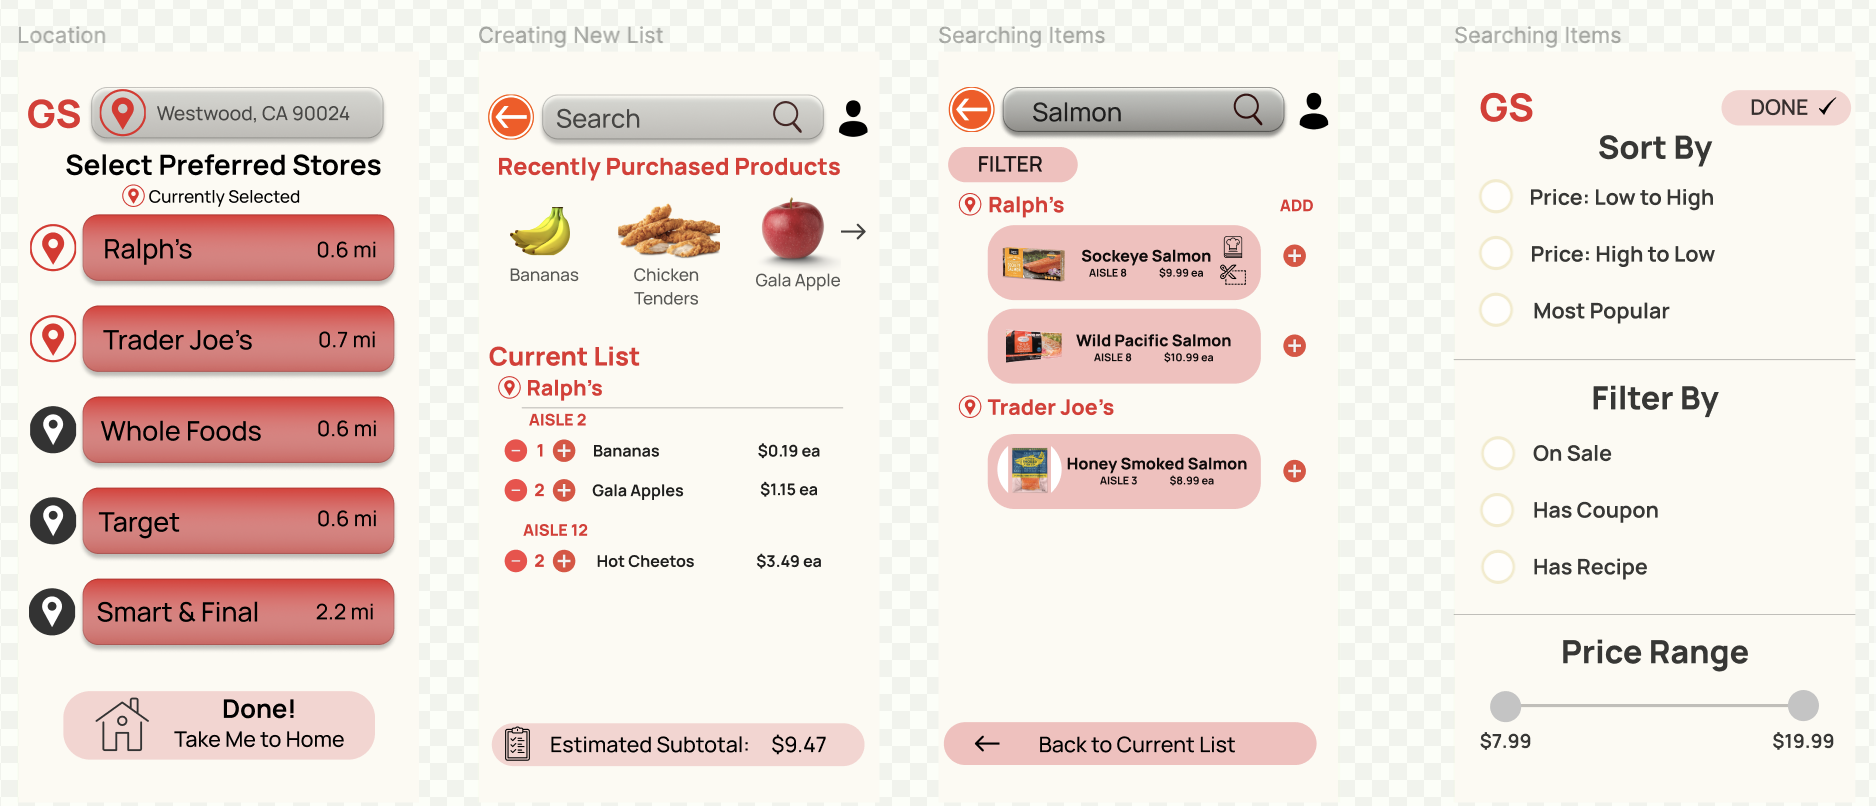 Location
GS
Westwood, CA 90024
Select Preferred Stores
Currently Selected
Ralph's 0.6 mi
Trader Joe's 0.7 mi
Whole Foods 0.6 mi
Target 0.6 mi
Smart & Final 2.2 mi
Done!
Take Me to Home
Creating New List
Search
Recently Purchased Products
Bananas
Chicken
Tenders
Gala Apple
Current List
Ralph's
AISLE 2
1 Bananas $0.19 ea
2 Gala Apples $1.15 ea
AISLE 12
2 Hot Cheetos $3.49 ea
Estimated Subtotal: $9.47
Searching Items
Salmon
FILTER
Ralph's ADD
Sockeye Salmon
AISLE 8 $9.99 ea
Wild Pacific Salmon
AISLE 8 $10.99 ea
Trader Joe's
Honey Smoked Salmon
AISLE 3 $8.99 ea
Back to Current List
Searching Items
GS
DONE
Sort By
Price: Low to High
Price: High to Low
Most Popular
Filter By
On Sale
Has Coupon
Has Recipe
Price Range
$7.99 $19.99